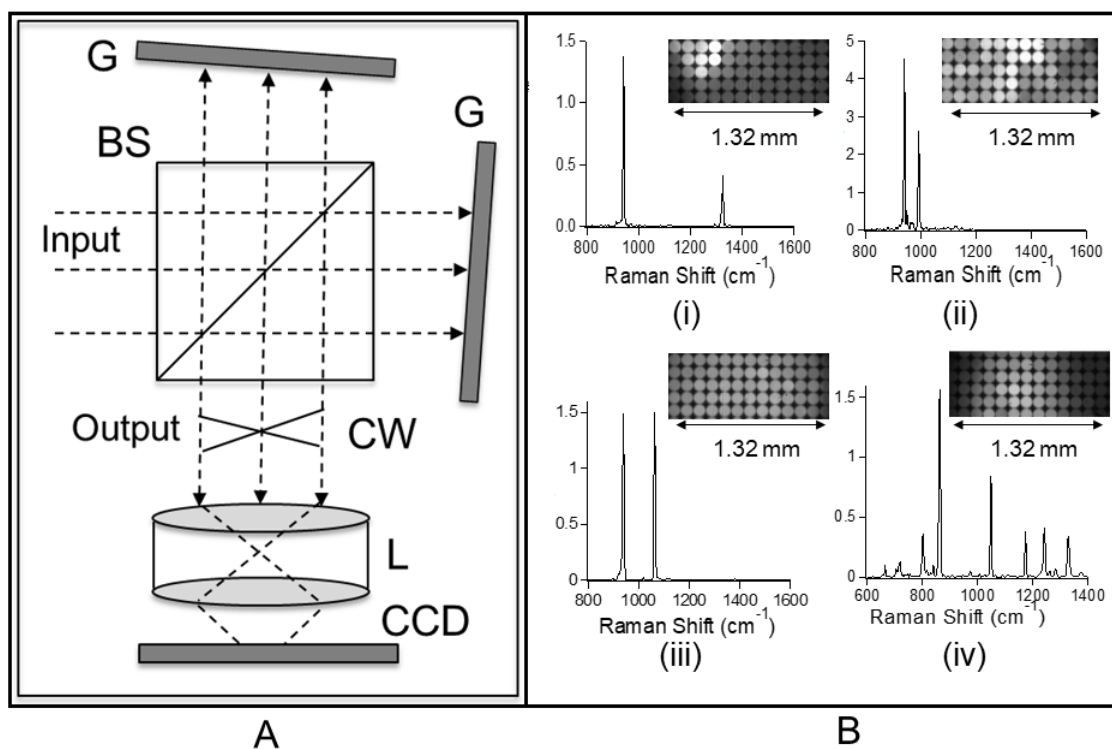 G
G
BS
Input
Output
CW
L
CCD
A
1.5
1.0
0.5
0.0
800 1000 1200 1400 1600
Raman Shift (cm-1)
1.32 mm
(i)
5
4
3
2
1
0
800 1000 1200 1400 1600
Raman Shift (cm-1)
1.32 mm
(ii)
1.5
1
0.5
0
800 1000 1200 1400 1600
Raman Shift (cm-1)
1.32 mm
(iii)
1.5
1
0.5
0
600 800 1000 1200 1400
Raman Shift (cm-1)
1.32 mm
(iv)
B